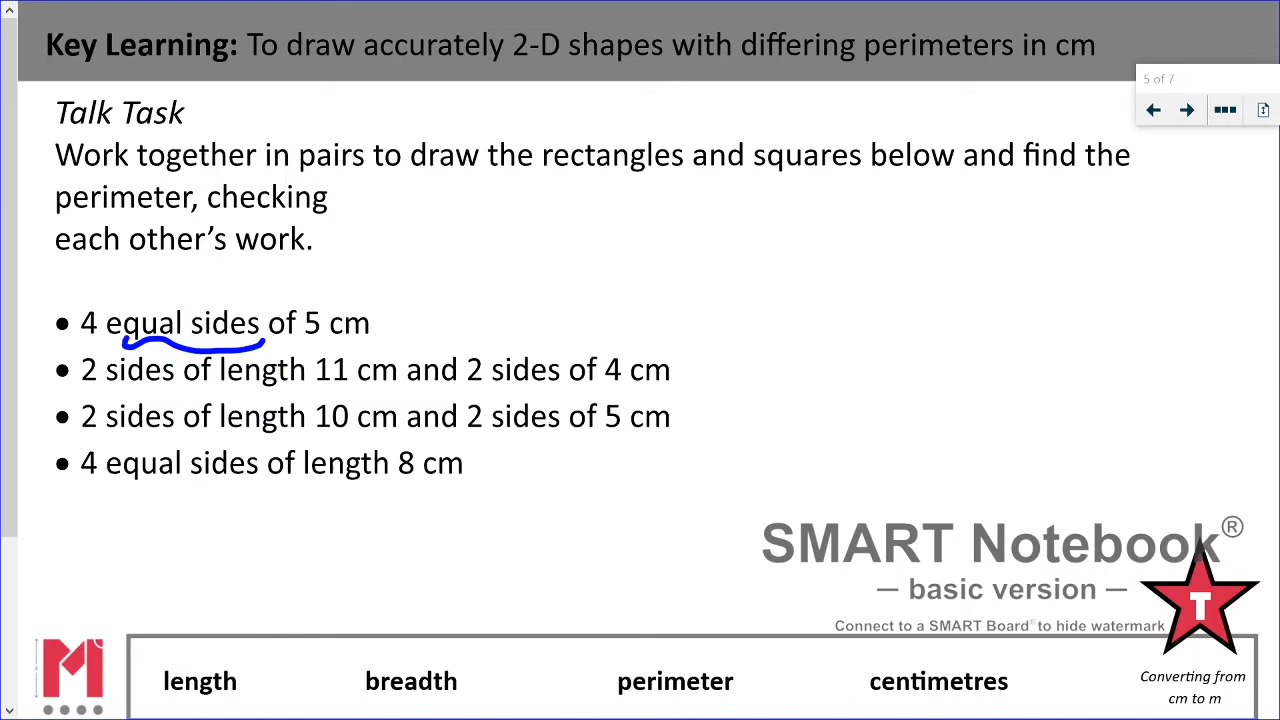 Key Learning: To draw accurately 2-D shapes with differing perimeters in cm
5 of 7
Talk Task
Work together in pairs to draw the rectangles and squares below and find the
perimeter, checking
each other's work.
• 4 equal sides of 5 cm
• 2 sides of length 11 cm and 2 sides of 4 cm
• 2 sides of length 10 cm and 2 sides of 5 cm
• 4 equal sides of length 8 cm
SMART Notebook®
— basic version —
Connect to a SMART Board® to hide watermark
T
M
length breadth perimeter centimetres
Converting from
cm to m